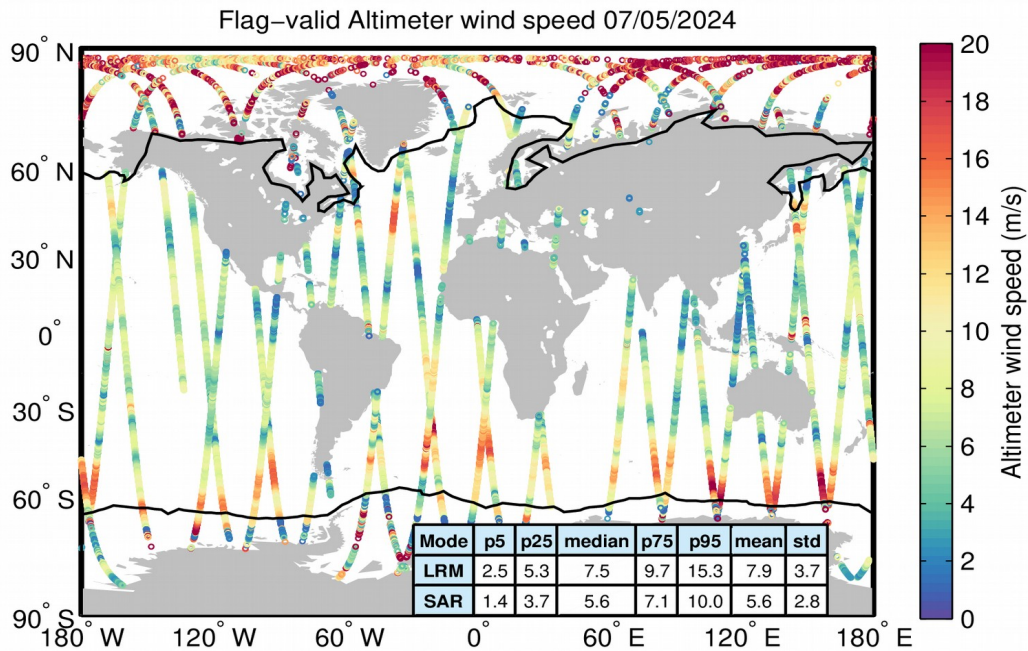 Flag−valid Altimeter wind speed 07/05/2024
90° N
60° N
30° N
0°
30° S
60° S
90° S
180° W 120° W 60° W 0° 60° E 120° E 180° E
Mode p5 p25 median p75 p95 mean std
LRM 2.5 5.3 7.5 9.7 15.3 7.9 3.7
SAR 1.4 3.7 5.6 7.1 10.0 5.6 2.8
20
18
16
14
12
10
8
6
4
2
0
Altimeter wind speed (m/s)